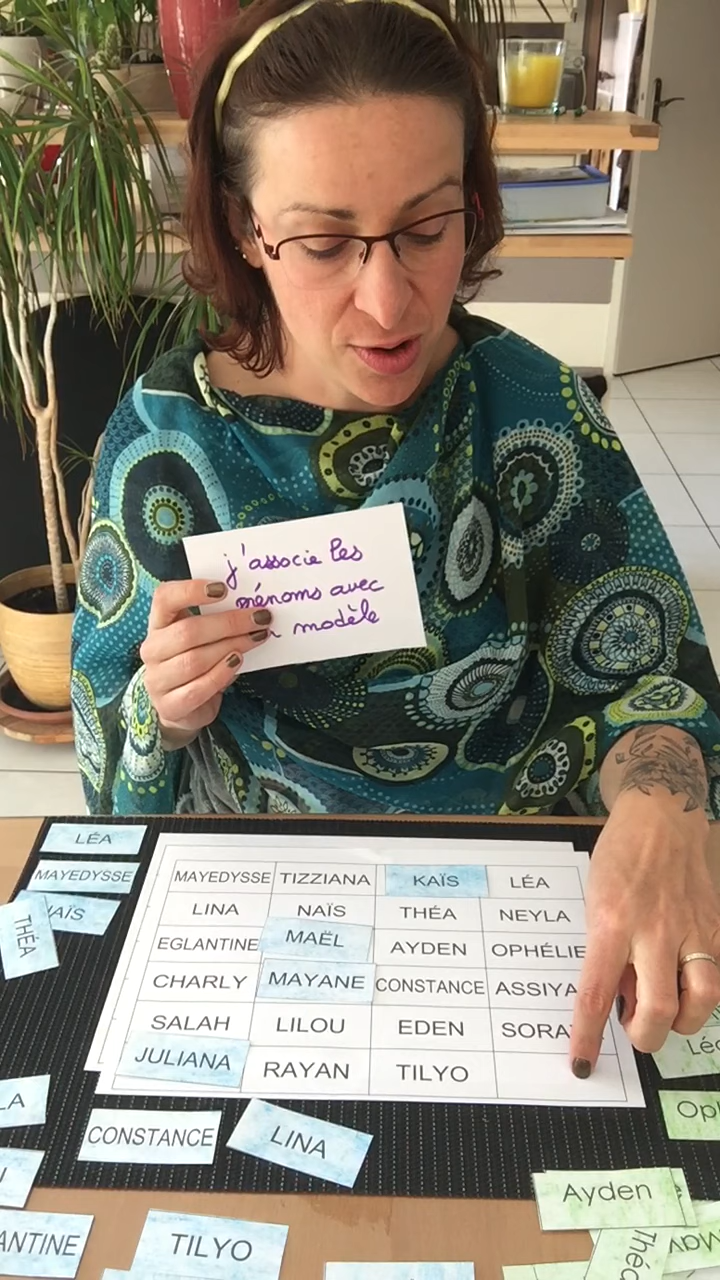 j'associe les
prénoms avec
modèle
LÉA
MAYEDYSSE
THÉA
MAYEDYSSE TIZZIANA KAÏS LÉA
LINA NAÏS THÉA NEYLA
EGLANTINE MAËL AYDEN OPHÉLIE
CHARLY MAYANE CONSTANCE ASSIYA
SALAH LILOU EDEN
JULIANA RAYAN TILYO
CONSTANCE
LINA
TILYO
Ayden
Théa